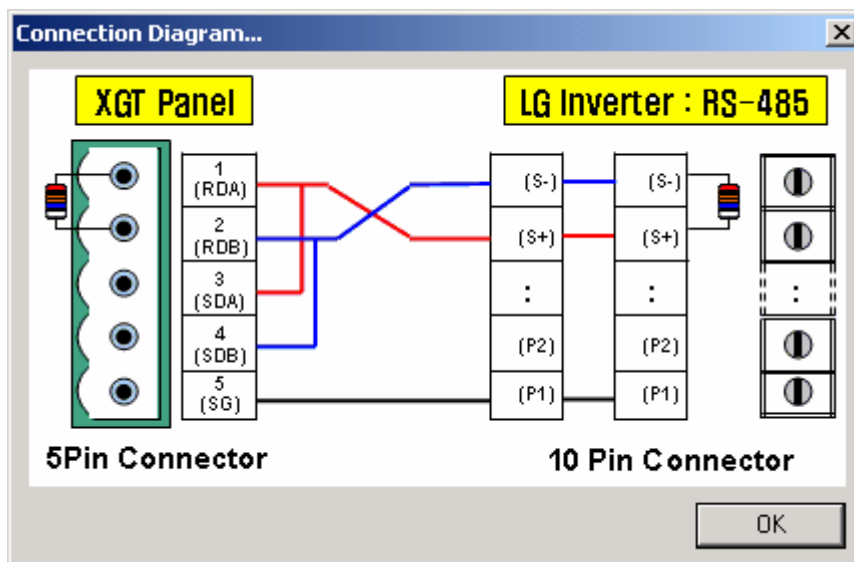 Connection Diagram...
XGT Panel
LG Inverter : RS-485
1
(RDA)
2
(RDB)
3
(SDA)
4
(SDB)
5
(SG)
(S-)
(S+)
:
(P2)
(P1)
(S-)
(S+)
:
(P2)
(P1)
:
5Pin Connector
10 Pin Connector
OK